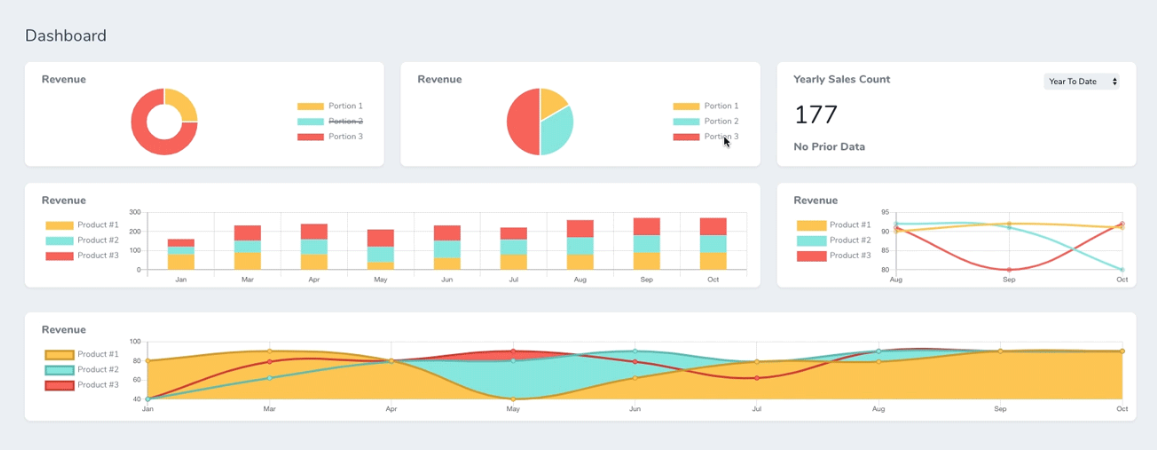 Dashboard
Revenue
Portion 1
Portion 2
Portion 3
Revenue
Portion 1
Portion 2
Portion 3
Yearly Sales Count
Year To Date
177
No Prior Data
Revenue
Product #1
Product #2
Product #3
300
200
100
0
Jan Mar Apr May Jun Jul Aug Sep Oct
Revenue
Product #1
Product #2
Product #3
95
90
85
80
Aug Sep Oct
Revenue
Product #1
Product #2
Product #3
100
80
60
40
Jan Mar Apr May Jun Jul Aug Sep Oct